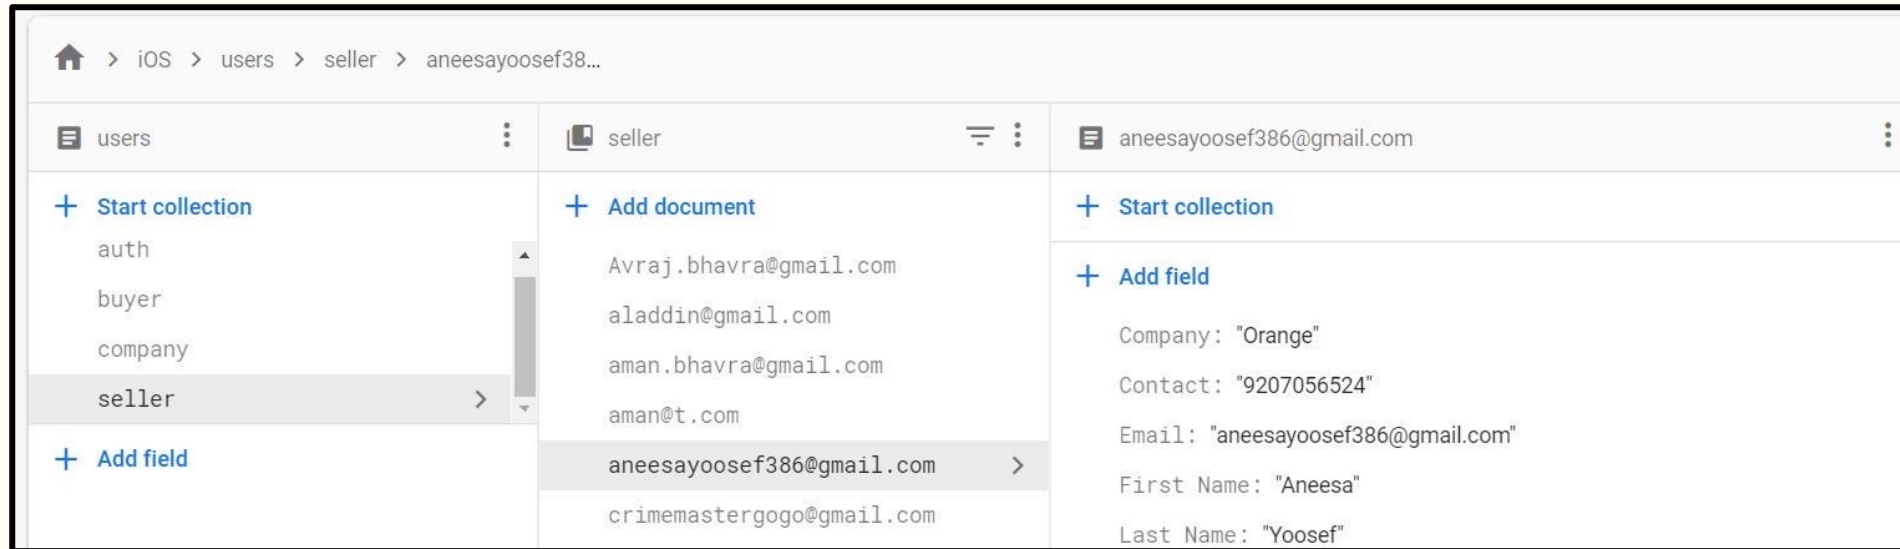 iOS > users > seller > aneesayoosef38...
users
Start collection
auth
buyer
company
seller
Add field
seller
Add document
Avraj.bhavra@gmail.com
aladdin@gmail.com
aman.bhavra@gmail.com
aman@t.com
aneesayoosef386@gmail.com
crimemastergogo@gmail.com
aneesayoosef386@gmail.com
Start collection
Add field
Company: "Orange"
Contact: "9207056524"
Email: "aneesayoosef386@gmail.com"
First Name: "Aneesa"
Last Name: "Yoosef"